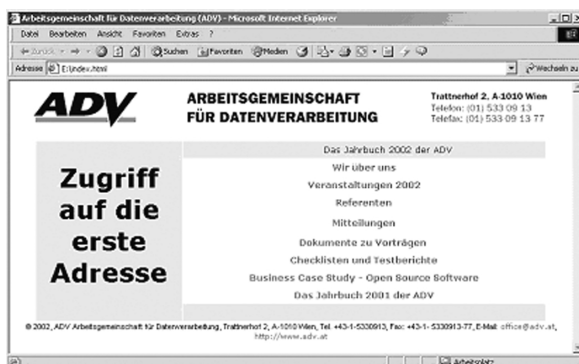 Arbeitsgemeinschaft für Datenverarbeitung (ADV) - Microsoft Internet Explorer
Datei Bearbeiten Ansicht Favoriten Extras ?
Zurück Suchen Favoriten Medien
Adresse E:\index.html Wechseln zu
ADV
ARBEITSGEMEINSCHAFT
FÜR DATENVERARBEITUNG
Trattnerhof 2, A-1010 Wien
Telefon: (01) 533 09 13
Telefax: (01) 533 09 13 77
Zugriff
auf die
erste
Adresse
Das Jahrbuch 2002 der ADV
Wir über uns
Veranstaltungen 2002
Referenten
Mitteilungen
Dokumente zu Vorträgen
Checklisten und Testberichte
Business Case Study - Open Source Software
Das Jahrbuch 2001 der ADV
© 2002, ADV Arbeitsgemeinschaft für Datenverarbeitung, Trattnerhof 2, A-1010 Wien, Tel. +43-1-5330913, Fax: +43-1- 5330913-77, E-Mail: office@adv.at,
http://www.adv.at
Arbeitsplatz